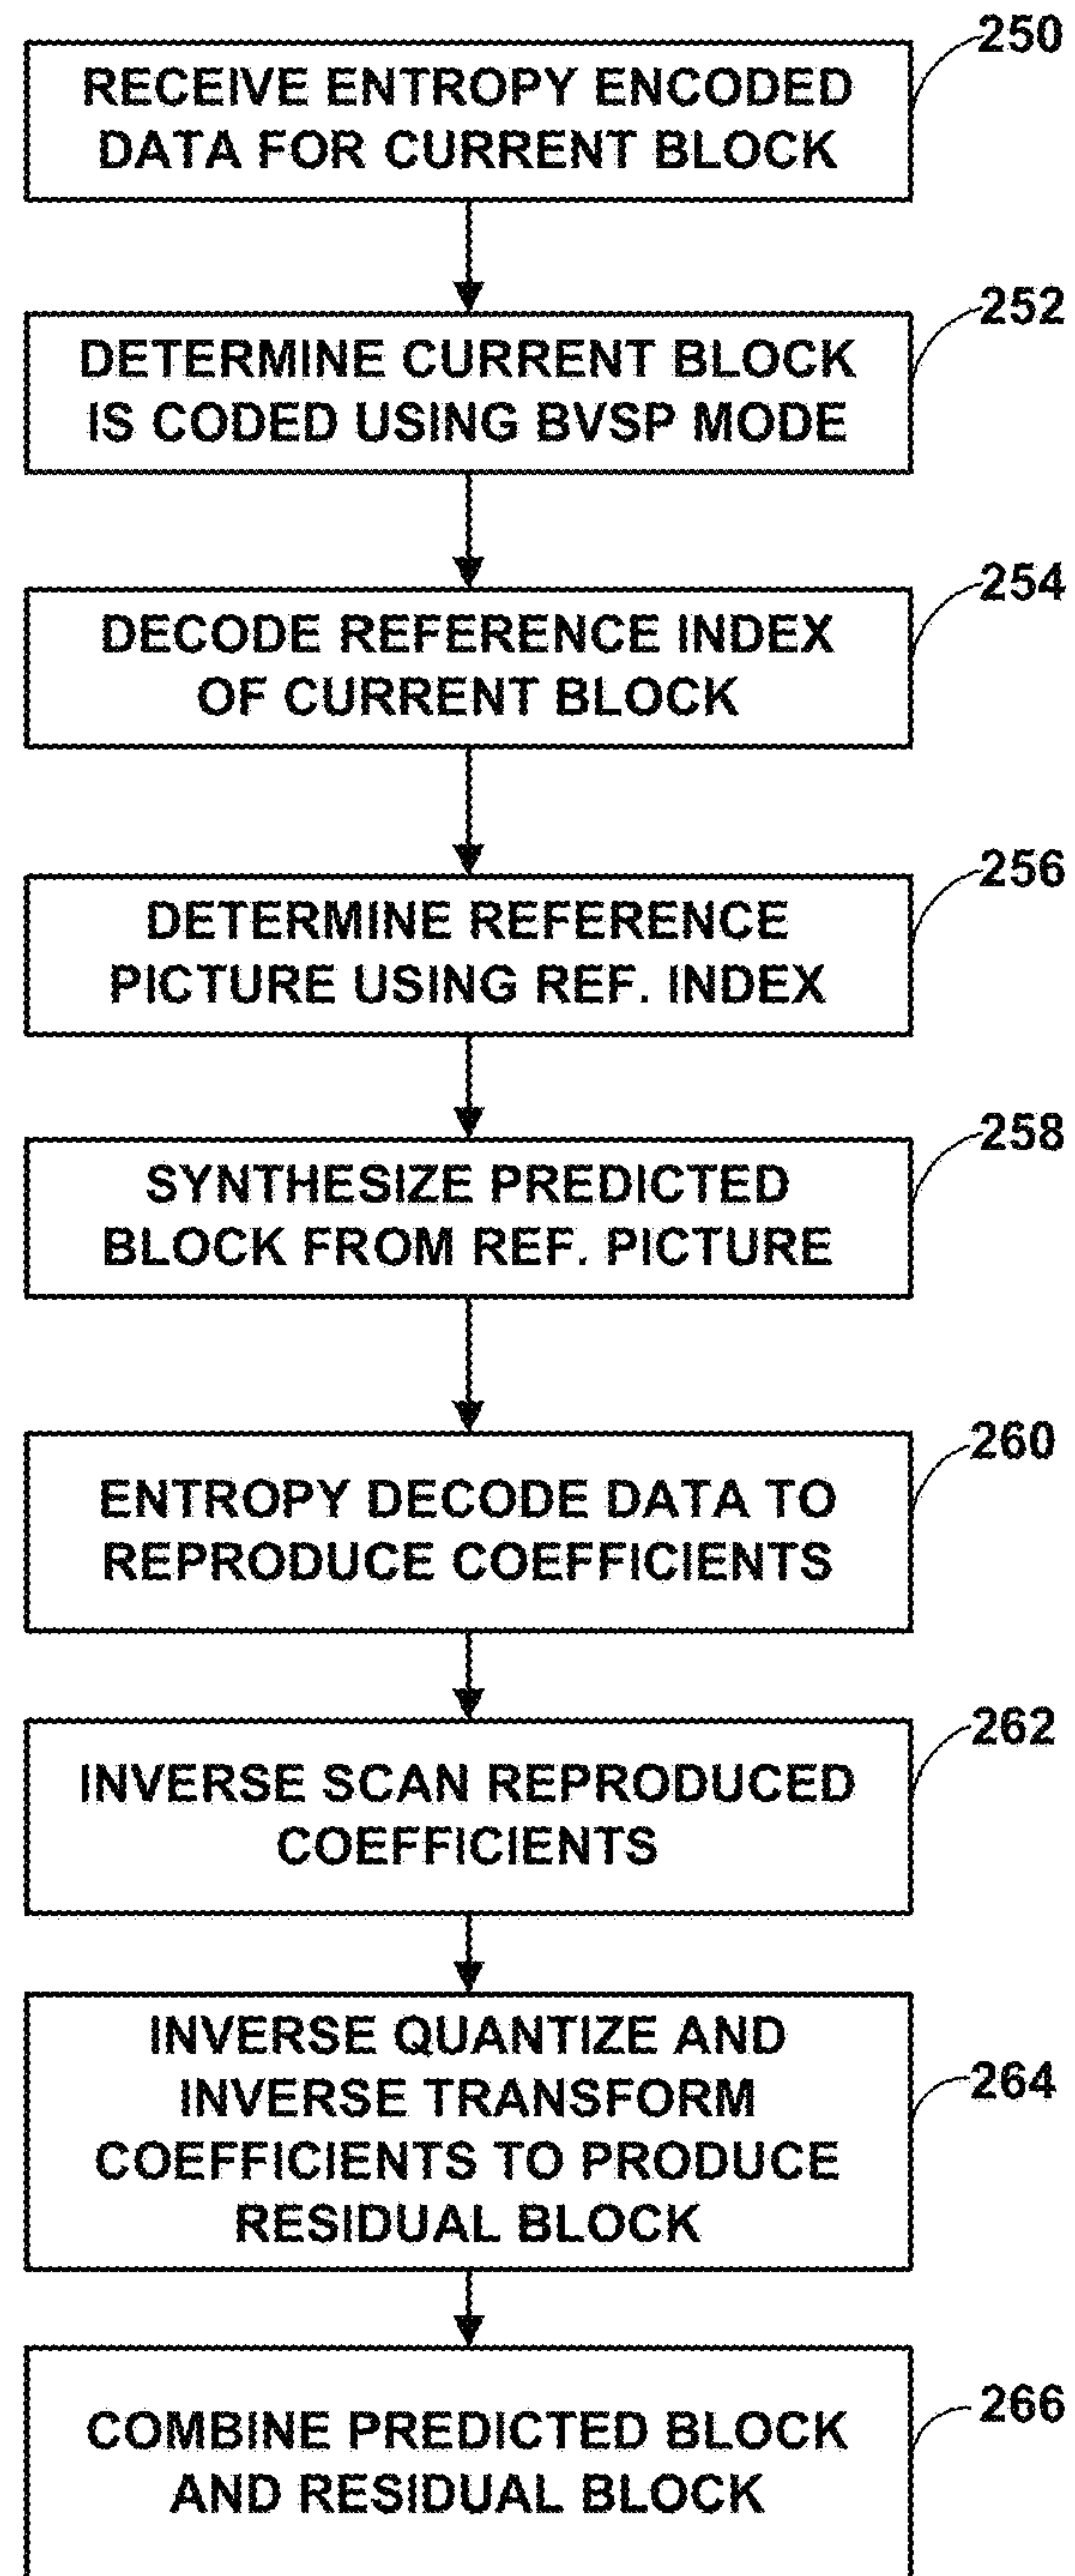 250
RECEIVE ENTROPY ENCODED
DATA FOR CURRENT BLOCK
252
DETERMINE CURRENT BLOCK
IS CODED USING BVSP MODE
254
DECODE REFERENCE INDEX
OF CURRENT BLOCK
256
DETERMINE REFERENCE
PICTURE USING REF. INDEX
258
SYNTHESIZE PREDICTED
BLOCK FROM REF. PICTURE
260
ENTROPY DECODE DATA TO
REPRODUCE COEFFICIENTS
262
INVERSE SCAN REPRODUCED
COEFFICIENTS
264
INVERSE QUANTIZE AND
INVERSE TRANSFORM
COEFFICIENTS TO PRODUCE
RESIDUAL BLOCK
266
COMBINE PREDICTED BLOCK
AND RESIDUAL BLOCK